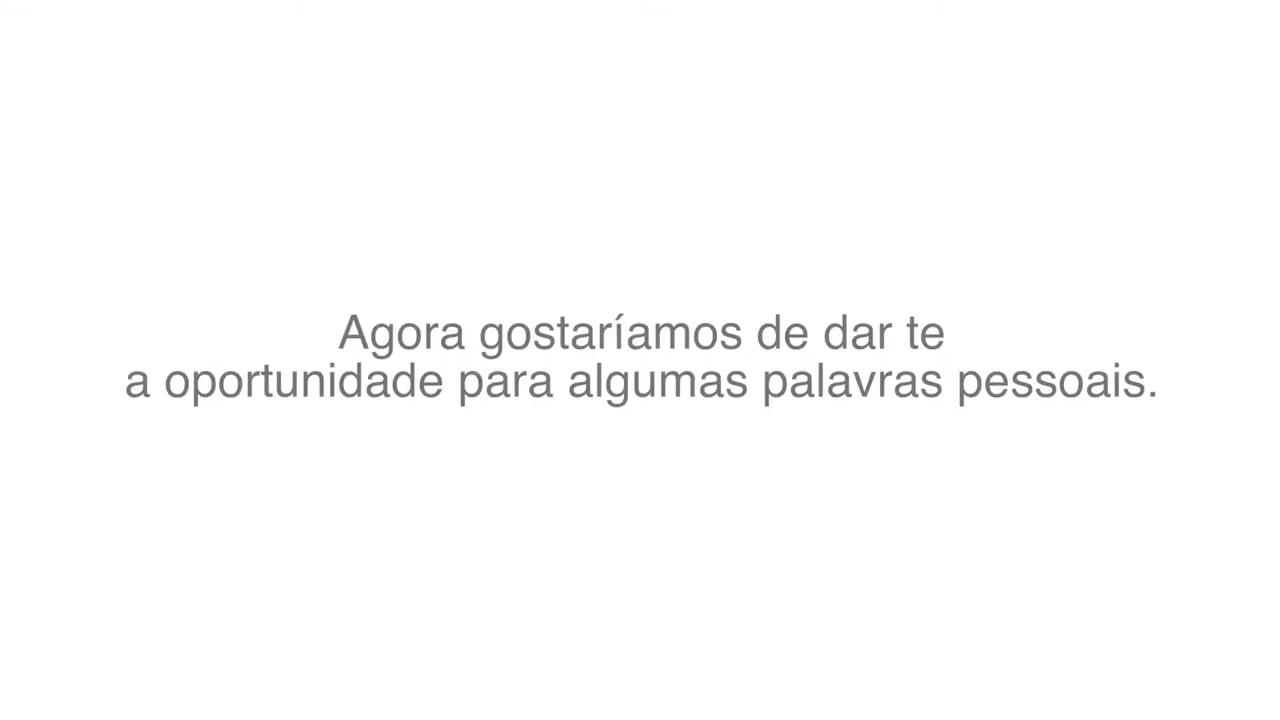 Agora gostaríamos de dar te
a oportunidade para algumas palavras pessoais.